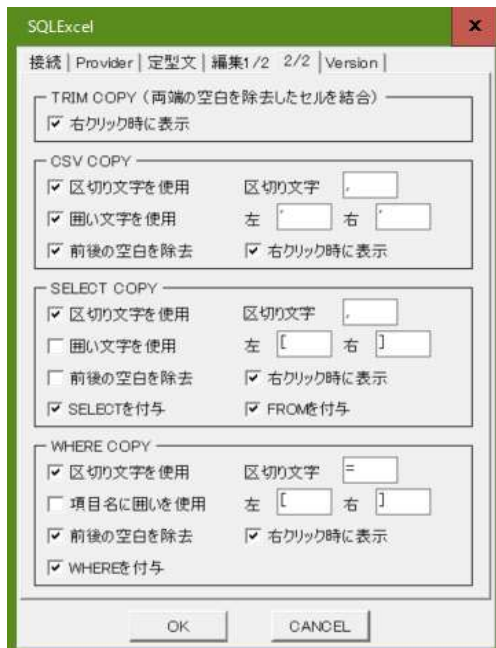 SQLExcel x
接続 | Provider | 定型文 | 編集1/2 2/2 | Version |
TRIM COPY (両端の空白を除去したセルを結合)
右クリック時に表示
CSV COPY
区切り文字を使用 区切り文字 ,
囲い文字を使用 左 ' 右 '
前後の空白を除去 右クリック時に表示
SELECT COPY
区切り文字を使用 区切り文字 ,
囲い文字を使用 左 [ 右 ]
前後の空白を除去 右クリック時に表示
SELECTを付与 FROMを付与
WHERE COPY
区切り文字を使用 区切り文字 =
項目名に囲いを使用 左 [ 右 ]
前後の空白を除去 右クリック時に表示
WHEREを付与
OK CANCEL